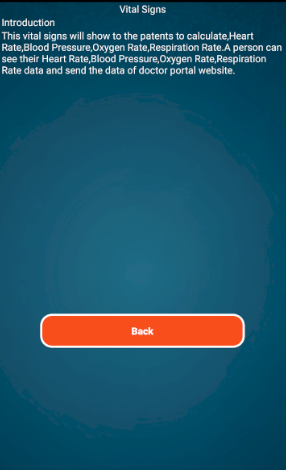 Vital Signs
Introduction
This vital signs will show to the patents to calculate,Heart
Rate,Blood Pressure,Oxygen Rate,Respiration Rate.A person can
see their Heart Rate,Blood Pressure,Oxygen Rate,Respiration
Rate data and send the data of doctor portal website.
Back